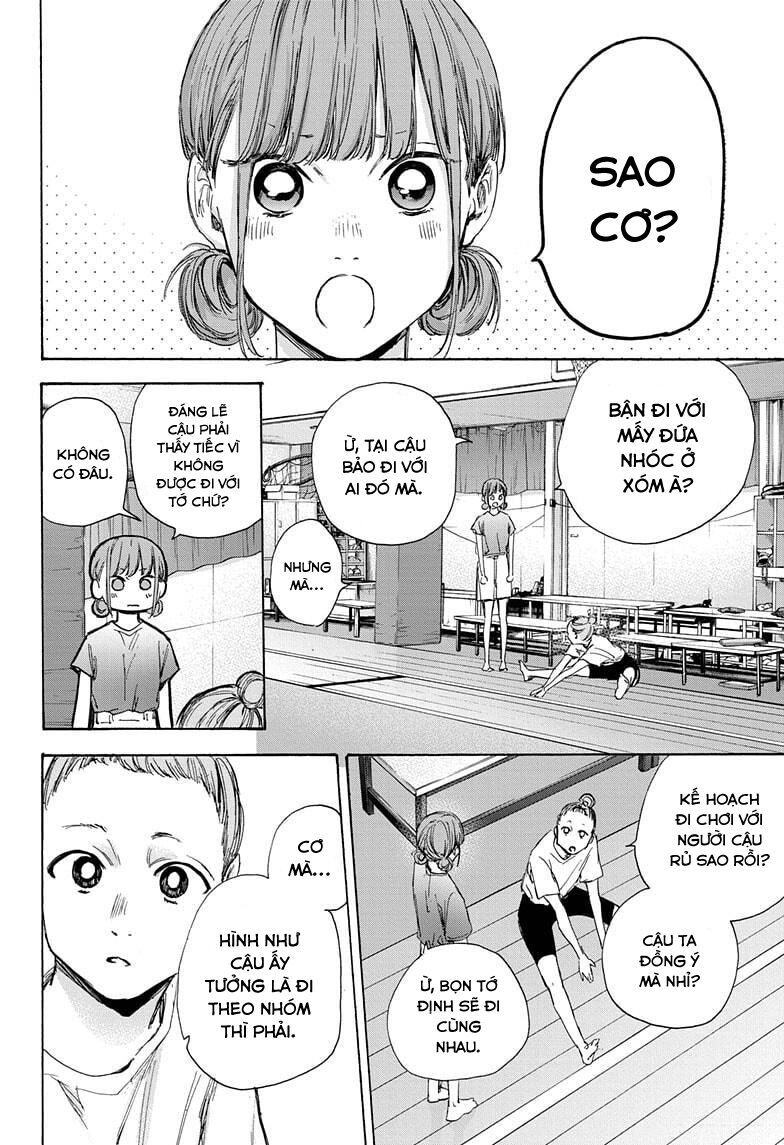 SAO
CƠ?
BẬN ĐI VỚI
MẤY ĐỨA
NHÓC Ở
XÓM À?
Ừ, TẠI CẬU
BẢO ĐI VỚI
AI ĐÓ MÀ.
NHƯNG
MÀ...
ĐÁNG LẼ
CẬU PHẢI
THẤY TIẾC VÌ
KHÔNG
ĐƯỢC ĐI VỚI
TỚ CHỨ?
KHÔNG
CÓ ĐÂU.
KẾ HOẠCH
ĐI CHƠI VỚI
NGƯỜI CẬU
RỦ SAO RỒI?
CẬU TA
ĐỒNG Ý
MÀ NHỈ?
Ừ, BỌN TỚ
ĐỊNH SẼ ĐI
CÙNG
NHAU.
CƠ
MÀ...
HÌNH NHƯ
CẬU ẤY
TƯỞNG LÀ ĐI
THEO NHÓM
THÌ PHẢI.